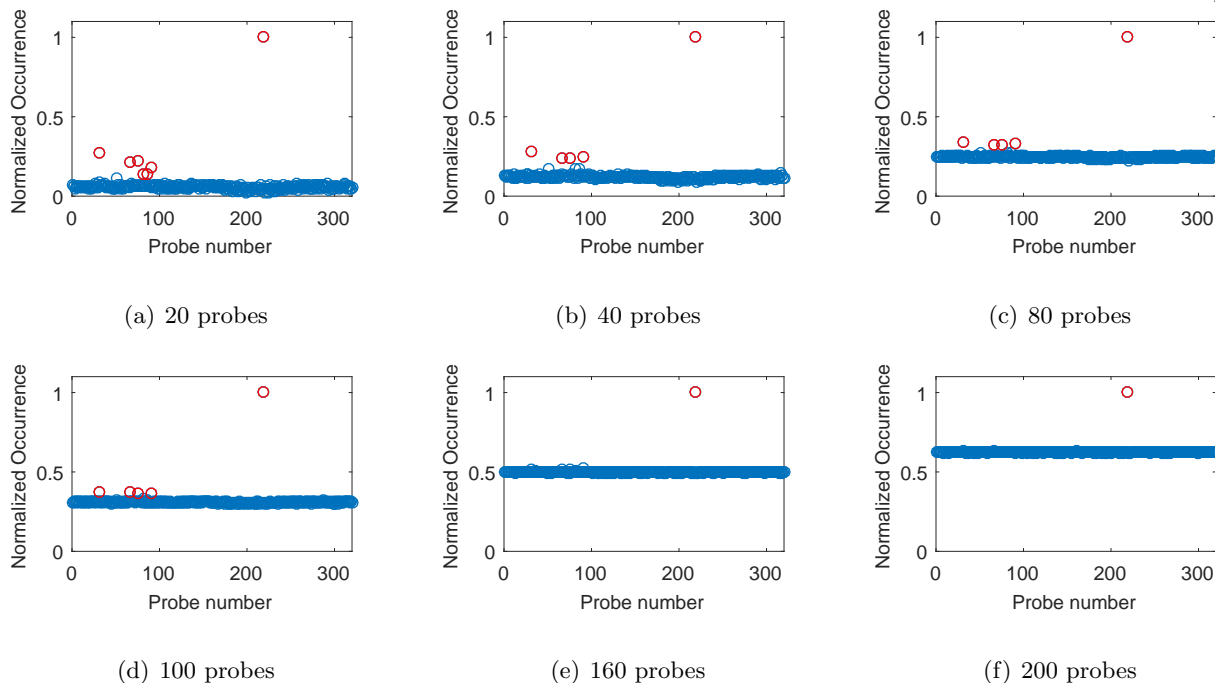 Normalized Occurrence
1
0.5
0
0 100 200 300
Probe number
(a) 20 probes
Normalized Occurrence
1
0.5
0
0 100 200 300
Probe number
(b) 40 probes
Normalized Occurrence
1
0.5
0
0 100 200 300
Probe number
(c) 80 probes
Normalized Occurrence
1
0.5
0
0 100 200 300
Probe number
(d) 100 probes
Normalized Occurrence
1
0.5
0
0 100 200 300
Probe number
(e) 160 probes
Normalized Occurrence
1
0.5
0
0 100 200 300
Probe number
(f) 200 probes